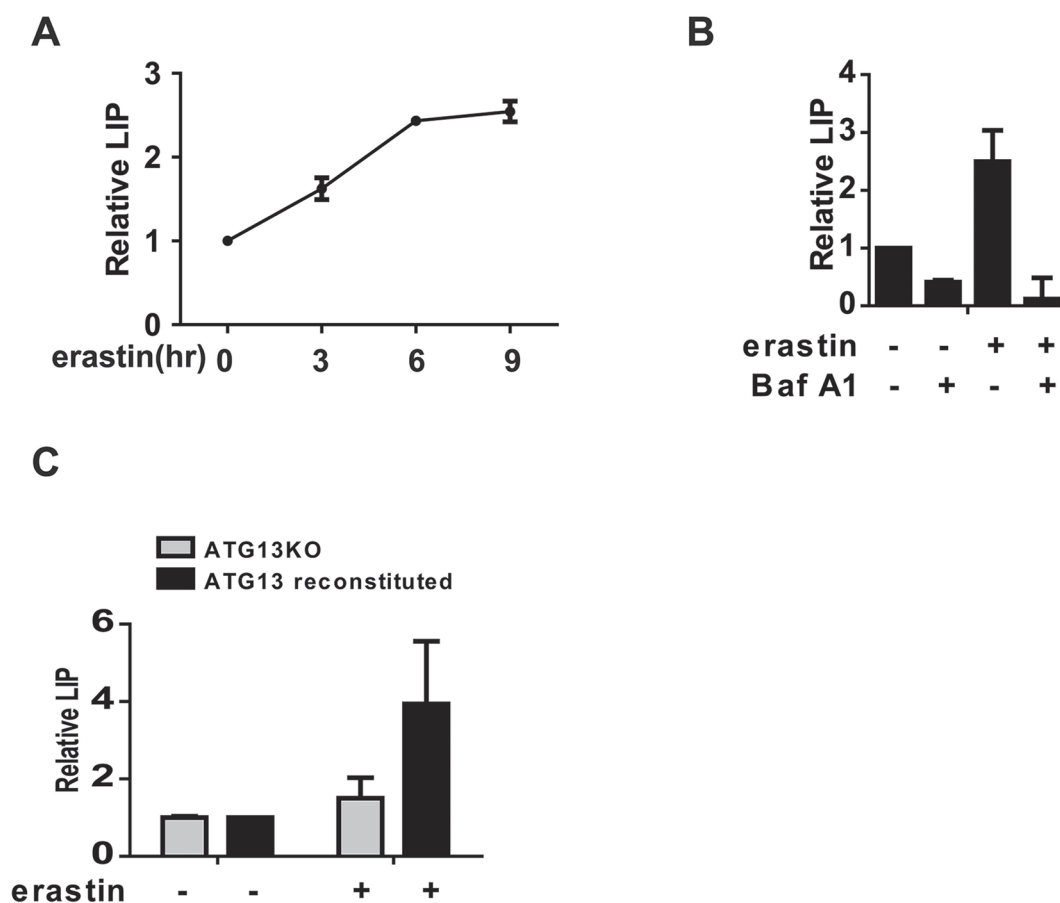 A
Relative LIP
3
2
1
0
erastin(hr) 0 3 6 9
B
Relative LIP
4
3
2
1
0
erastin - - + +
Baf A1 - + - +
C
ATG13KO
ATG13 reconstituted
Relative LIP
6
4
2
0
erastin - - + +